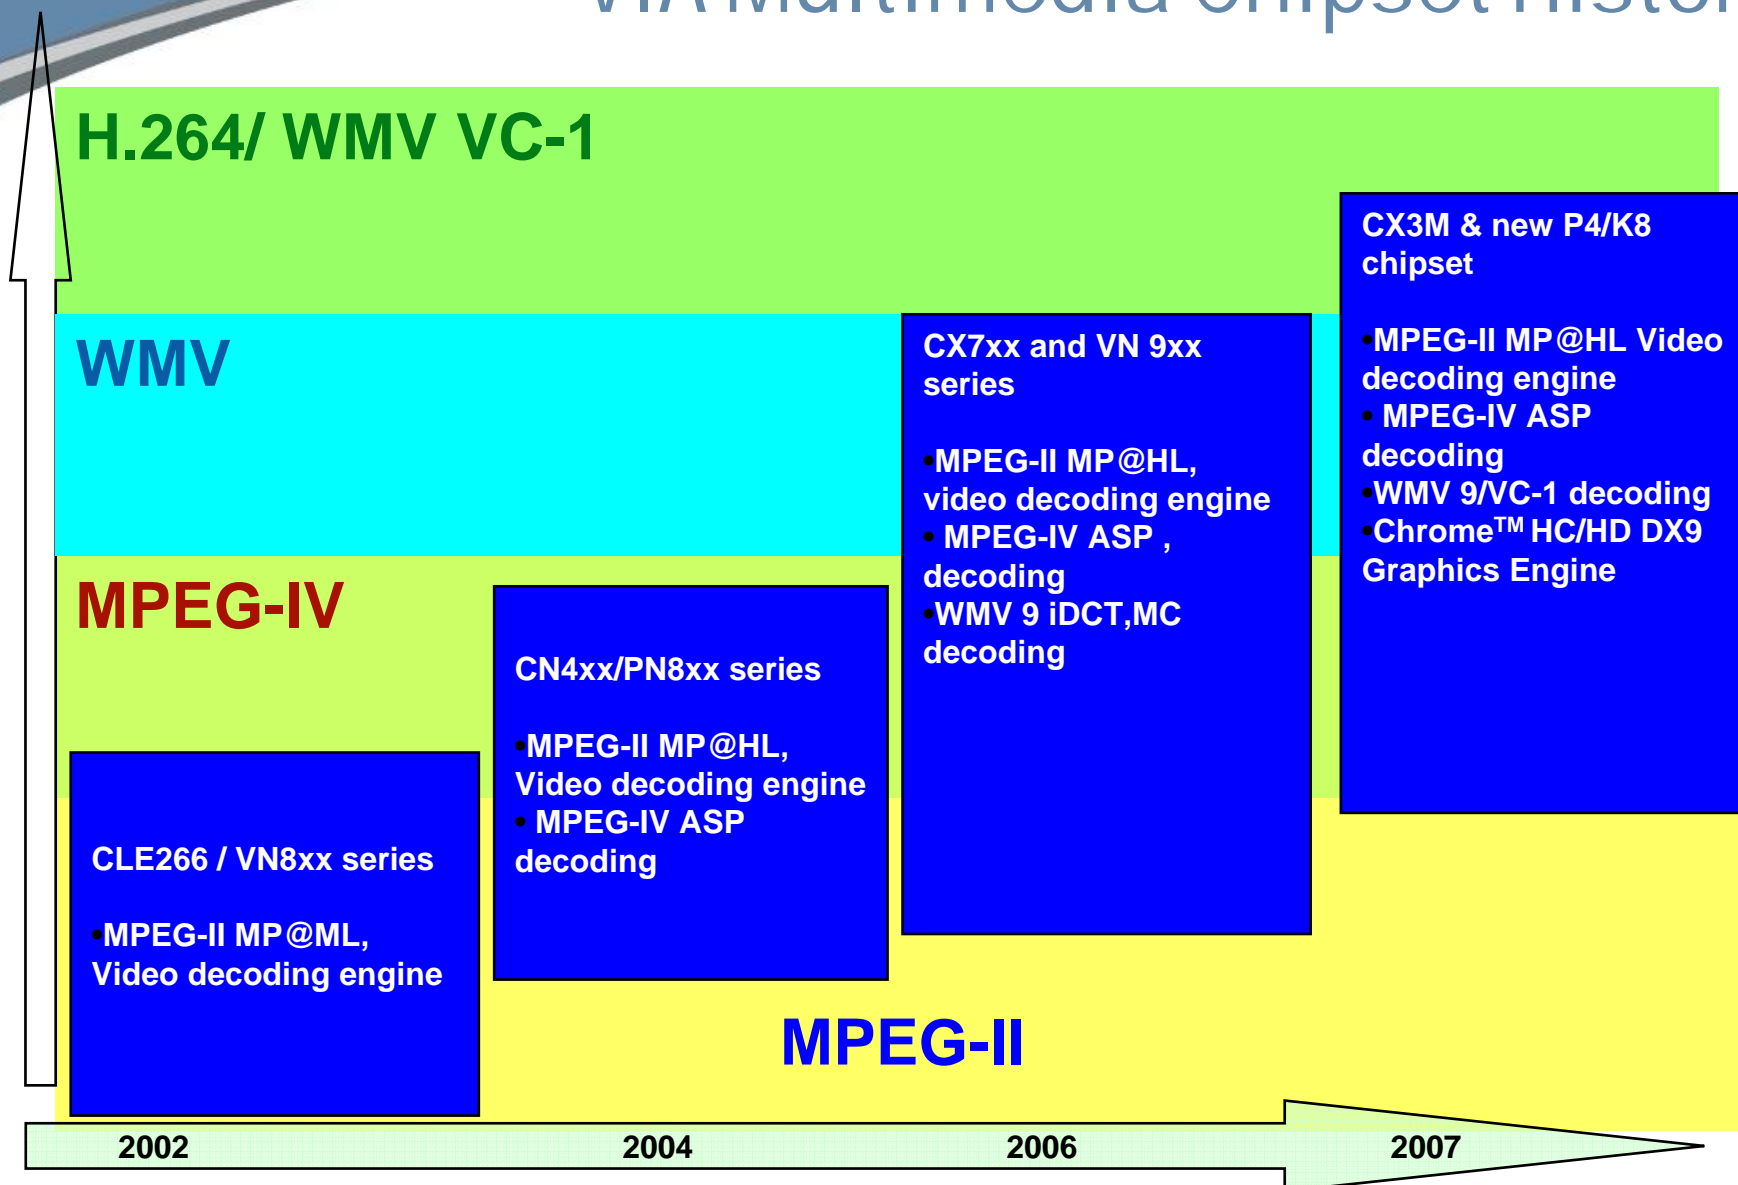 VIA Multimedia chipset Histor
H.264/ WMV VC-1
WMV
MPEG-IV
MPEG-II
CLE266 / VN8xx series
•MPEG-II MP@ML,
Video decoding engine
CN4xx/PN8xx series
•MPEG-II MP@HL,
Video decoding engine
• MPEG-IV ASP
decoding
CX7xx and VN 9xx
series
•MPEG-II MP@HL,
video decoding engine
• MPEG-IV ASP ,
decoding
•WMV 9 iDCT,MC
decoding
CX3M & new P4/K8
chipset
•MPEG-II MP@HL Video
decoding engine
• MPEG-IV ASP
decoding
•WMV 9/VC-1 decoding
•Chrome™ HC/HD DX9
Graphics Engine
2002
2004
2006
2007